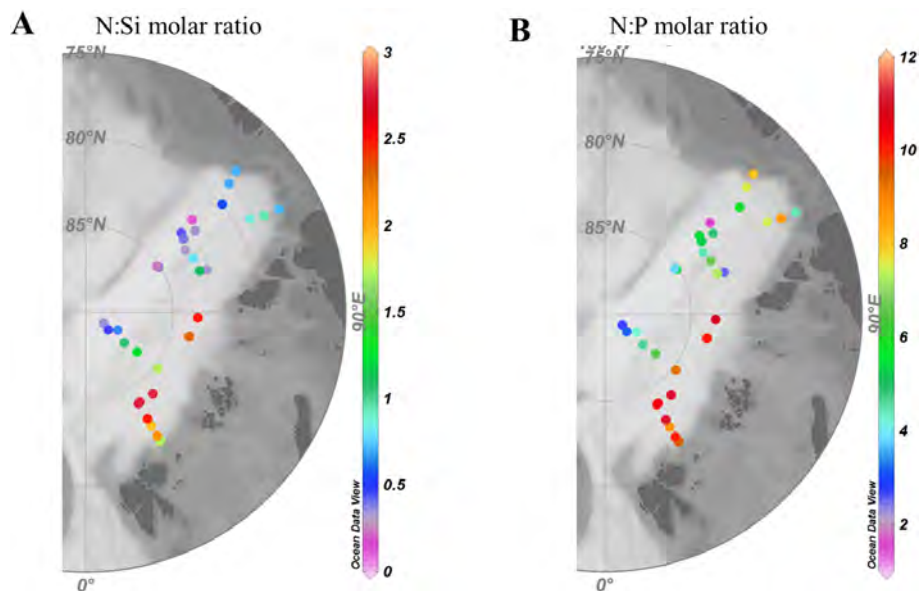 A
N:Si molar ratio
75°N
80°N
85°N
90°E
0°
3
2.5
2
1.5
1
0.5
0
Ocean Data View
B
N:P molar ratio
75°N
80°N
85°N
90°E
0°
12
10
8
6
4
2
Ocean Data View